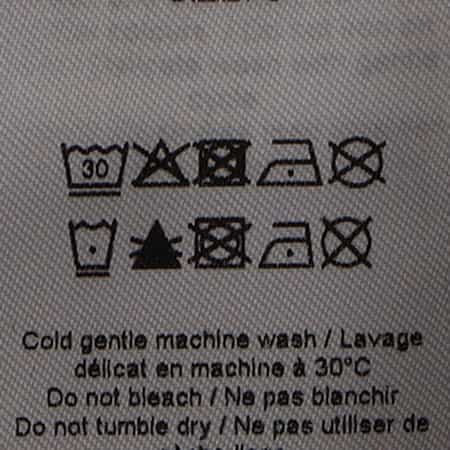 30
Cold gentle machine wash / Lavage
délicat en machine à 30°C
Do not bleach / Ne pas blanchir
Do not tumble dry / Ne pas utiliser de